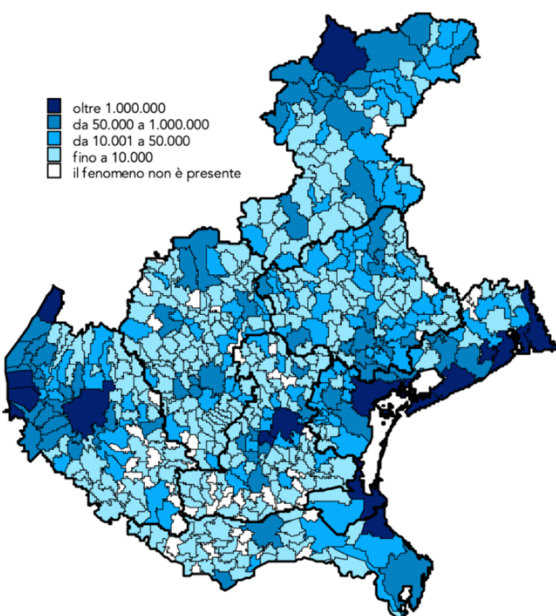 oltre 1.000.000
da 50.000 a 1.000.000
da 10.001 a 50.000
fino a 10.000
il fenomeno non è presente